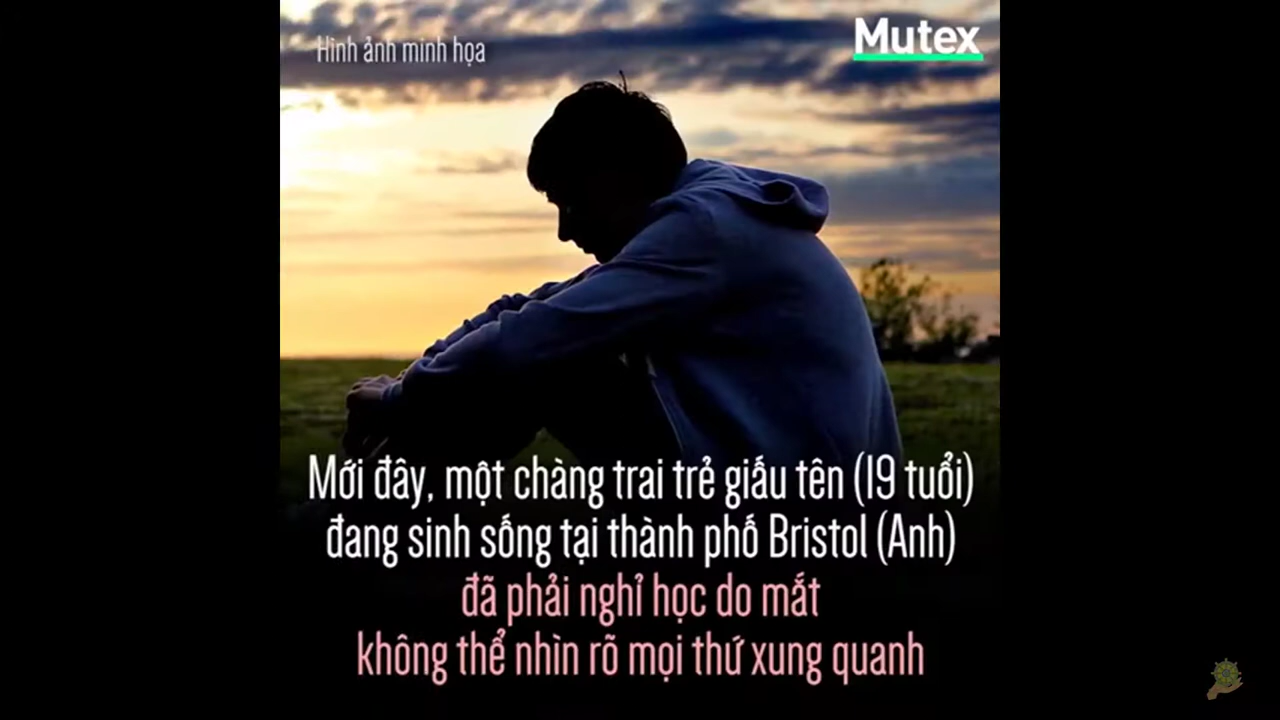 Hình ảnh minh họa
Mutex
Mới đây, một chàng trai trẻ giấu tên (19 tuổi)
đang sinh sống tại thành phố Bristol (Anh)
đã phải nghỉ học do mắt
không thể nhìn rõ mọi thứ xung quanh